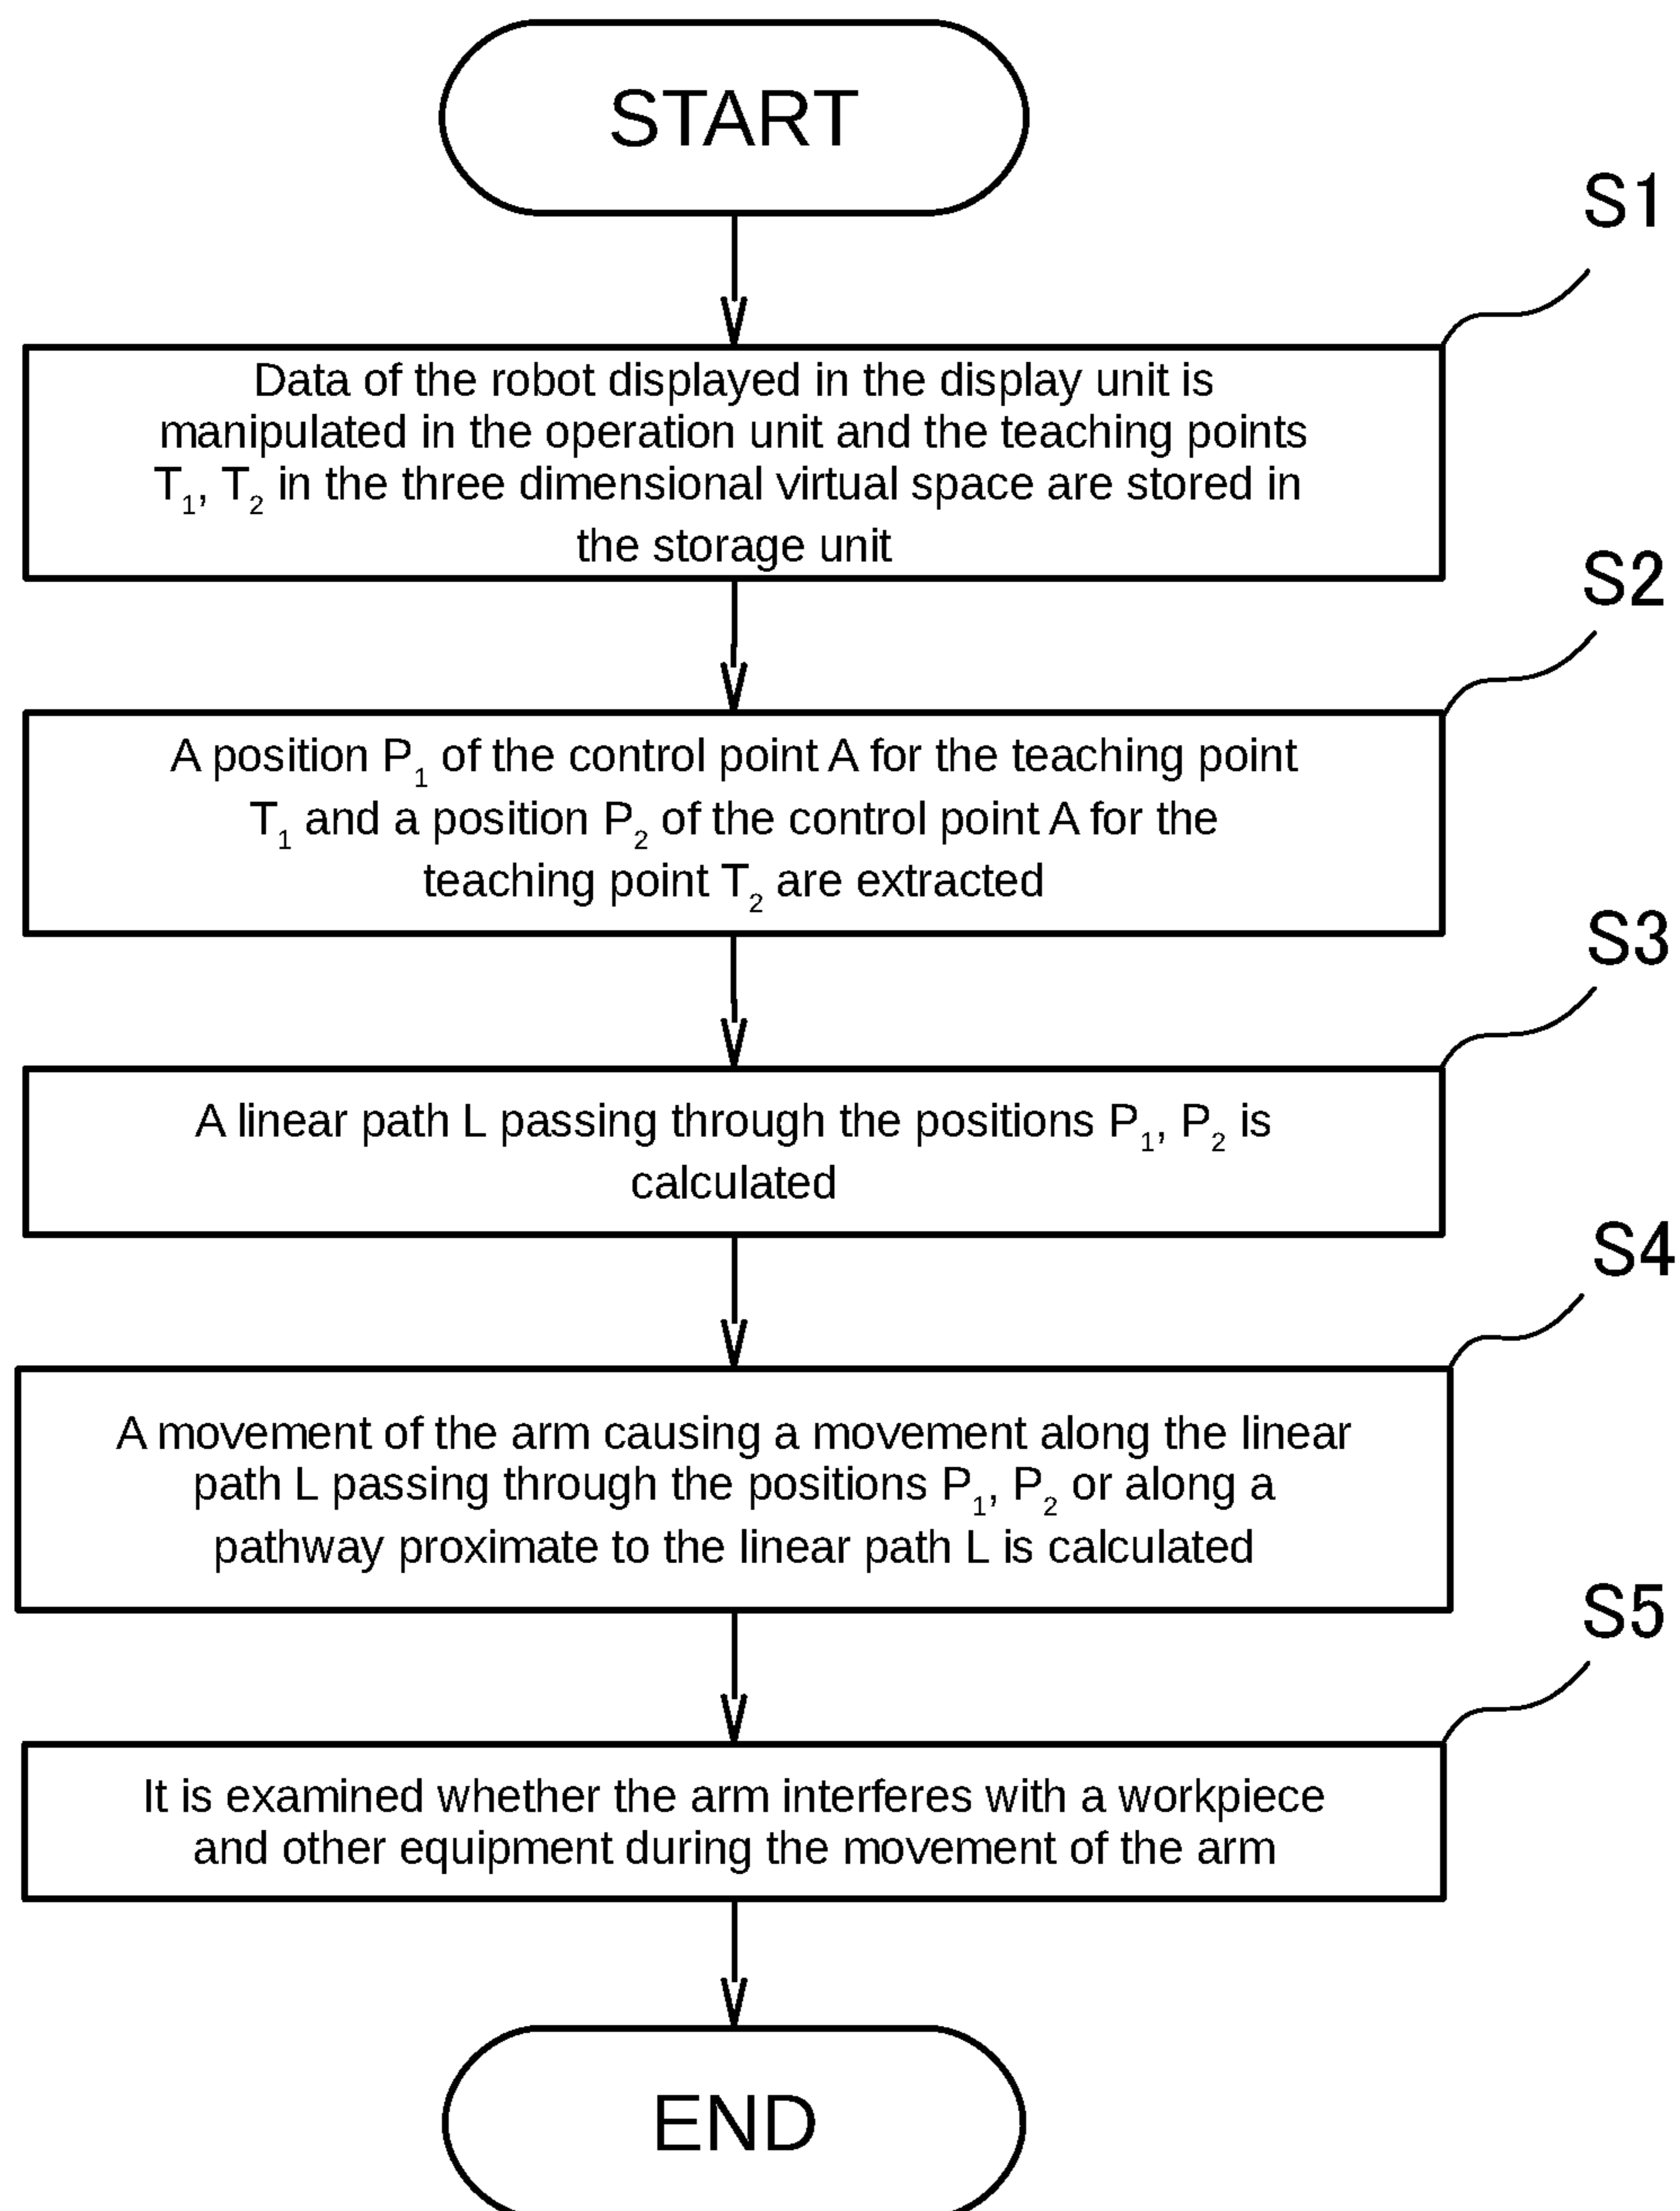 START
S1
Data of the robot displayed in the display unit is
manipulated in the operation unit and the teaching points
T₁, T₂ in the three dimensional virtual space are stored in
the storage unit
S2
A position P₁ of the control point A for the teaching point
T₁ and a position P₂ of the control point A for the
teaching point T₂ are extracted
S3
A linear path L passing through the positions P₁, P₂ is
calculated
S4
A movement of the arm causing a movement along the linear
path L passing through the positions P₁, P₂ or along a
pathway proximate to the linear path L is calculated
S5
It is examined whether the arm interferes with a workpiece
and other equipment during the movement of the arm
END